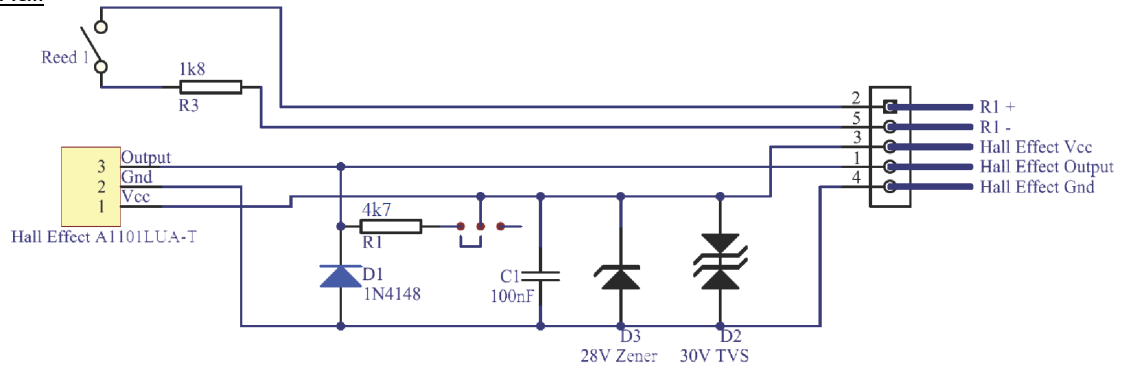 Reed 1
1k8
R3
2
5
3
1
4
R1 +
R1 -
Hall Effect Vcc
Hall Effect Output
Hall Effect Gnd
3 Output
2 Gnd
1 Vcc
Hall Effect A1101LUA-T
4k7
R1
D1
1N4148
C1
100nF
D3
28V Zener
D2
30V TVS